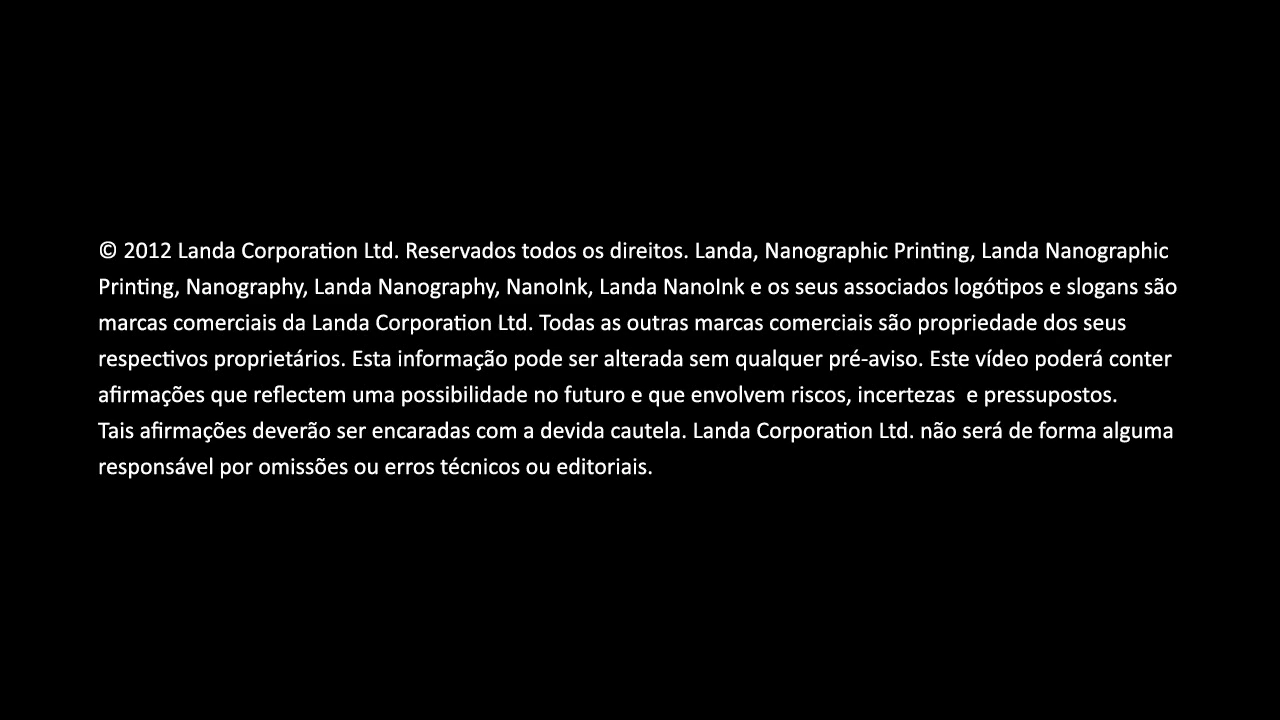 © 2012 Landa Corporation Ltd. Reservados todos os direitos. Landa, Nanographic Printing, Landa Nanographic
Printing, Nanography, Landa Nanography, NanoInk, Landa NanoInk e os seus associados logótipos e slogans são
marcas comerciais da Landa Corporation Ltd. Todas as outras marcas comerciais são propriedade dos seus
respectivos proprietários. Esta informação pode ser alterada sem qualquer pré-aviso. Este vídeo poderá conter
afirmações que reflectem uma possibilidade no futuro e que envolvem riscos, incertezas  e pressupostos.
Tais afirmações deverão ser encaradas com a devida cautela. Landa Corporation Ltd. não será de forma alguma
responsável por omissões ou erros técnicos ou editoriais.